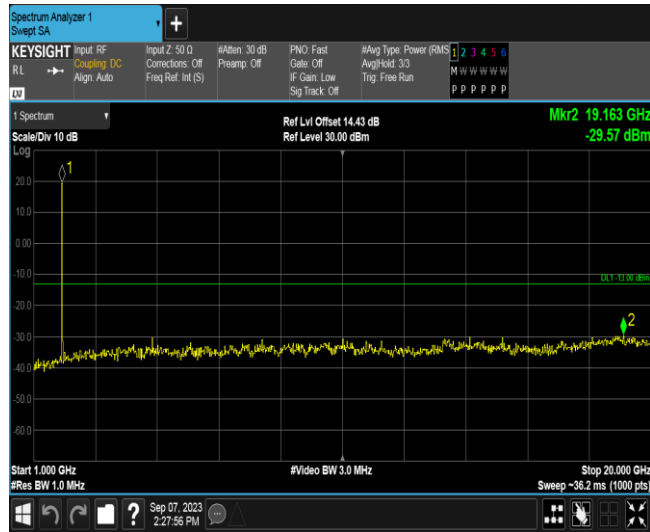 Spectrum Analyzer 1
Swept SA
KEYSIGHT
RL
LXI
Input: RF
Coupling: DC
Align: Auto
Input Z: 50 Ω
Corrections: Off
Freq Ref: Int (S)
#Atten: 30 dB
Preamp: Off
PNO: Fast
Gate: Off
IF Gain: Low
Sig Track: Off
#Avg Type: Power (RMS
Avg|Hold: 3/3
Trig: Free Run
1 2 3 4 5 6
M W W W W W
P P P P P P
1 Spectrum
Scale/Div 10 dB
Log
Ref Lvl Offset 14.43 dB
Ref Level 30.00 dBm
Mkr2 19.163 GHz
-29.57 dBm
1
20.0
10.0
0.00
-10.0
DL1 -13.00 dBm
-20.0
2
-30.0
-40.0
-50.0
-60.0
Start 1.000 GHz
#Res BW 1.0 MHz
#Video BW 3.0 MHz
Stop 20.000 GHz
Sweep ~36.2 ms (1000 pts)
?
Sep 07, 2023
2:27:56 PM